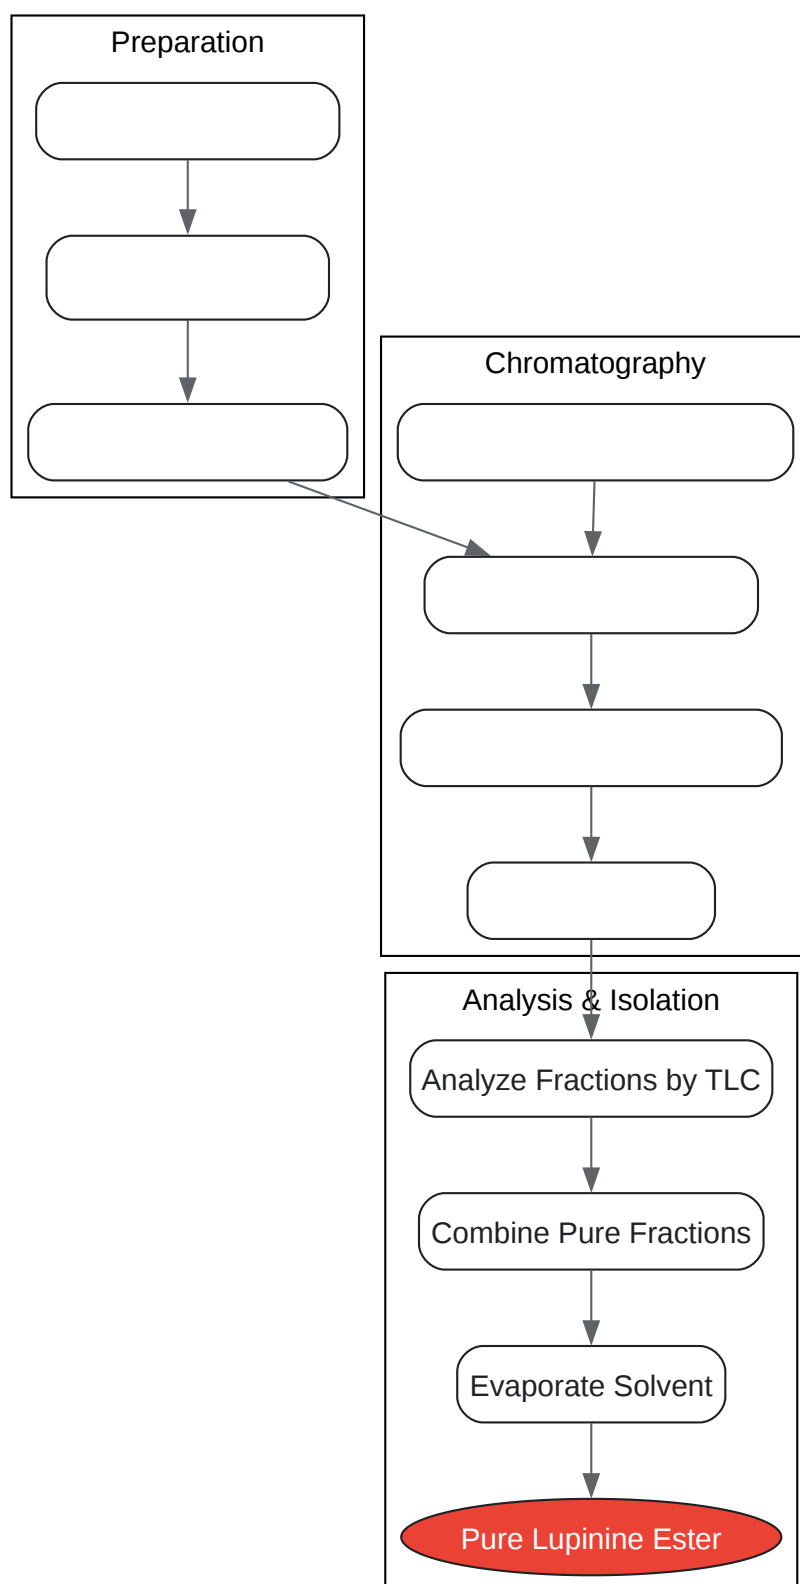 Preparation
Chromatography
Analysis & Isolation
Analyze Fractions by TLC
Combine Pure Fractions
Evaporate Solvent
Pure Lupinine Ester